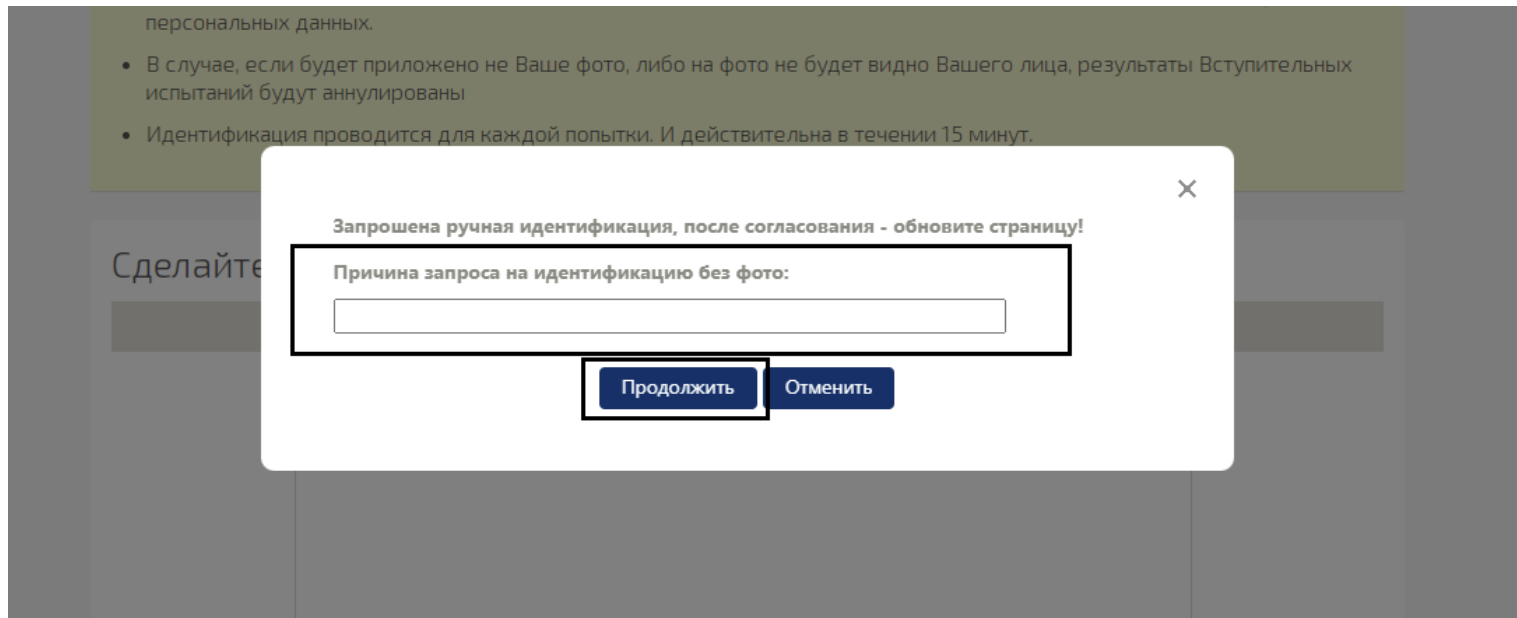 персональных данных.
• В случае, если будет приложено не Ваше фото, либо на фото не будет видно Вашего лица, результаты Вступительных
испытаний будут аннулированы
• Идентификация проводится для каждой попытки. И действительна в течении 15 минут.
×
Запрошена ручная идентификация, после согласования - обновите страницу!
Сделайте
Причина запроса на идентификацию без фото:
Продолжить Отменить